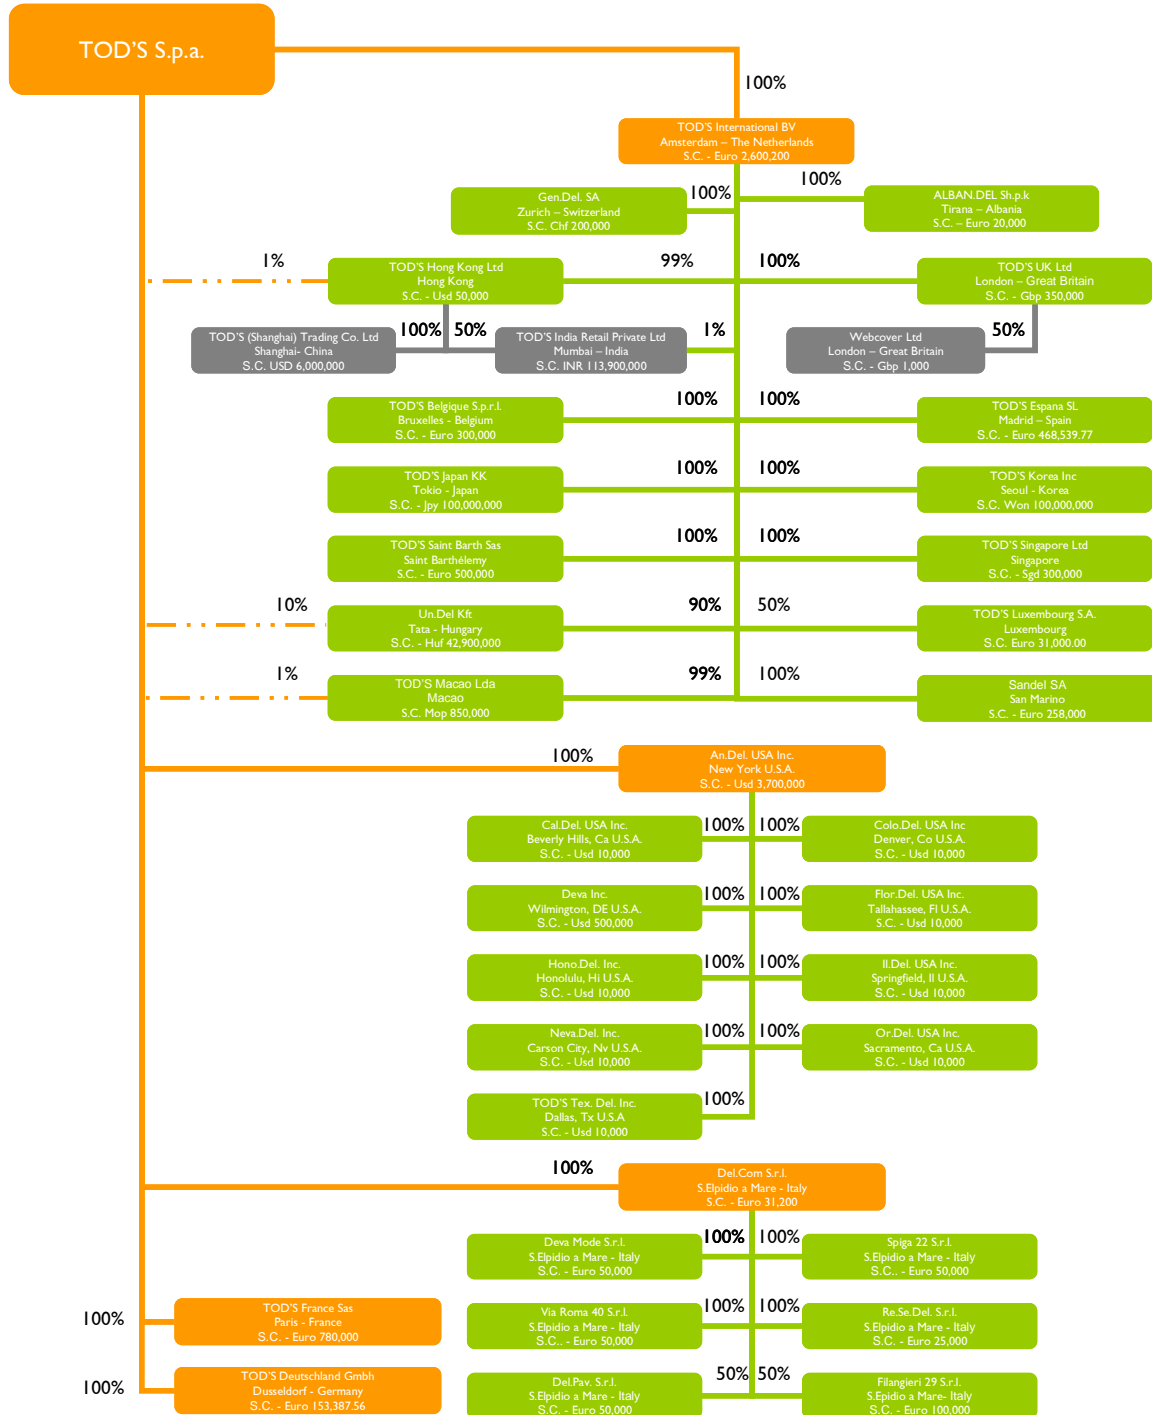 TOD'S S.p.a.
100%
TOD'S International BV
Amsterdam – The Netherlands
S.C. - Euro 2,600,200
Gen.Del. SA
Zurich – Switzerland
S.C. Chf 200,000
100%
100%
ALBAN.DEL Sh.p.k
Tirana – Albania
S.C. – Euro 20,000
1%
TOD'S Hong Kong Ltd
Hong Kong
S.C. - Usd 50,000
99%
100%
TOD'S UK Ltd
London – Great Britain
S.C. - Gbp 350,000
TOD'S (Shanghai) Trading Co. Ltd
Shanghai- China
S.C. USD 6,000,000
100%
50%
TOD'S India Retail Private Ltd
Mumbai – India
S.C. INR 113,900,000
1%
Webcover Ltd
London – Great Britain
S.C. - Gbp 1,000
50%
TOD'S Belgique S.p.r.l.
Bruxelles - Belgium
S.C. - Euro 300,000
100%
100%
TOD'S Espana SL
Madrid – Spain
S.C. - Euro 468,539.77
TOD'S Japan KK
Tokio - Japan
S.C. - Jpy 100,000,000
100%
100%
TOD'S Korea Inc
Seoul - Korea
S.C. Won 100,000,000
TOD'S Saint Barth Sas
Saint Barthélemy
S.C. - Euro 500,000
100%
100%
TOD'S Singapore Ltd
Singapore
S.C. - Sgd 300,000
10%
Un.Del Kft
Tata - Hungary
S.C. - Huf 42,900,000
90%
50%
TOD'S Luxembourg S.A.
Luxembourg
S.C. Euro 31,000.00
1%
TOD'S Macao Lda
Macao
S.C. Mop 850,000
99%
100%
Sandel SA
San Marino
S.C. - Euro 258,000
100%
An.Del. USA Inc.
New York U.S.A.
S.C. - Usd 3,700,000
Cal.Del. USA Inc.
Beverly Hills, Ca U.S.A.
S.C. - Usd 10,000
100%
100%
Colo.Del. USA Inc
Denver, Co U.S.A.
S.C. - Usd 10,000
Deva Inc.
Wilmington, DE U.S.A.
S.C. - Usd 500,000
100%
100%
Flor.Del. USA Inc.
Tallahassee, Fl U.S.A.
S.C. - Usd 10,000
Hono.Del. Inc.
Honolulu, Hi U.S.A.
S.C. - Usd 10,000
100%
100%
Il.Del. USA Inc.
Springfield, Il U.S.A.
S.C. - Usd 10,000
Neva.Del. Inc.
Carson City, Nv U.S.A.
S.C. - Usd 10,000
100%
100%
Or.Del. USA Inc.
Sacramento, Ca U.S.A.
S.C. - Usd 10,000
TOD'S Tex. Del. Inc.
Dallas, Tx U.S.A
S.C. - Usd 10,000
100%
100%
Del.Com S.r.l.
S.Elpidio a Mare - Italy
S.C. - Euro 31,200
Deva Mode S.r.l.
S.Elpidio a Mare - Italy
S.C. - Euro 50,000
100%
100%
Spiga 22 S.r.l.
S.Elpidio a Mare - Italy
S.C.. - Euro 50,000
100%
TOD'S France Sas
Paris - France
S.C. - Euro 780,000
Via Roma 40 S.r.l.
S.Elpidio a Mare - Italy
S.C.. - Euro 50,000
100%
100%
Re.Se.Del. S.r.l.
S.Elpidio a Mare - Italy
S.C. - Euro 25,000
100%
TOD'S Deutschland Gmbh
Dusseldorf - Germany
S.C. - Euro 153,387.56
Del.Pav. S.r.l.
S.Elpidio a Mare - Italy
S.C. - Euro 50,000
50%
50%
Filangieri 29 S.r.l.
S.Epidio a Mare- Italy
S.C. - Euro 100,000